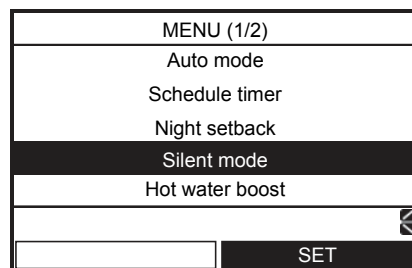 MENU (1/2)
Auto mode
Schedule timer
Night setback
Silent mode
Hot water boost
SET